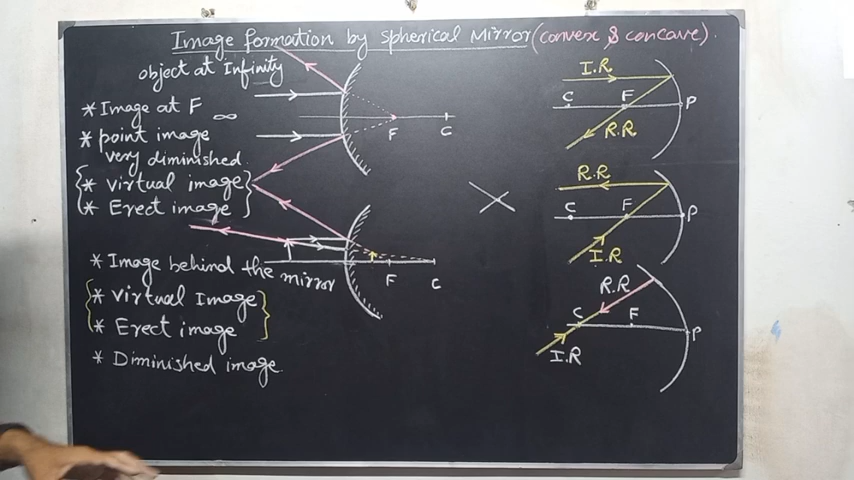 Image formation by spherical Mirror (convex & concave).
object at Infinity
* Image at F
∞
* point image
very diminished
* virtual image
* Erect image
F C
* Image behind the mirror
* Virtual Image
* Erect image
* Diminished image.
F C
I.R
C F P
R.R
R.R
C F P
I.R
R.R
C F P
I.R